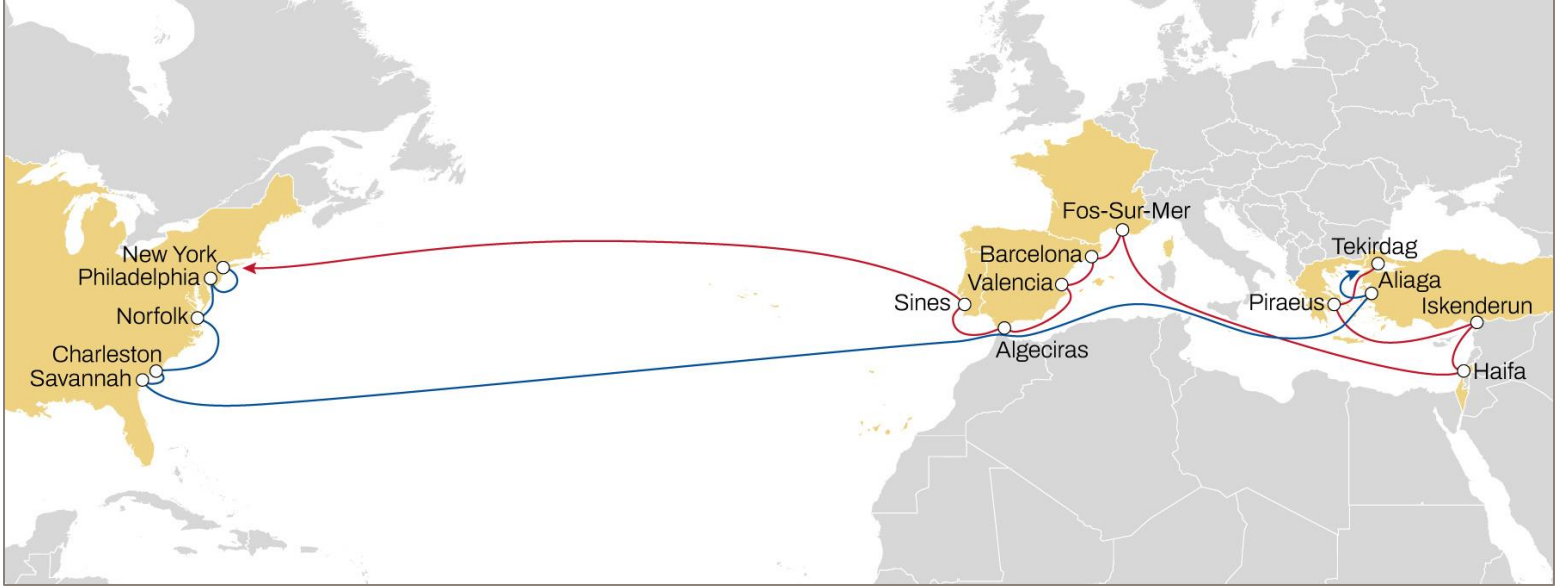 New York
Philadelphia
Norfolk
Charleston
Savannah
Fos-Sur-Mer
Barcelona
Valencia
Sines
Algeciras
Tekirdag
Aliaga
Piraeus
Iskenderun
Haifa